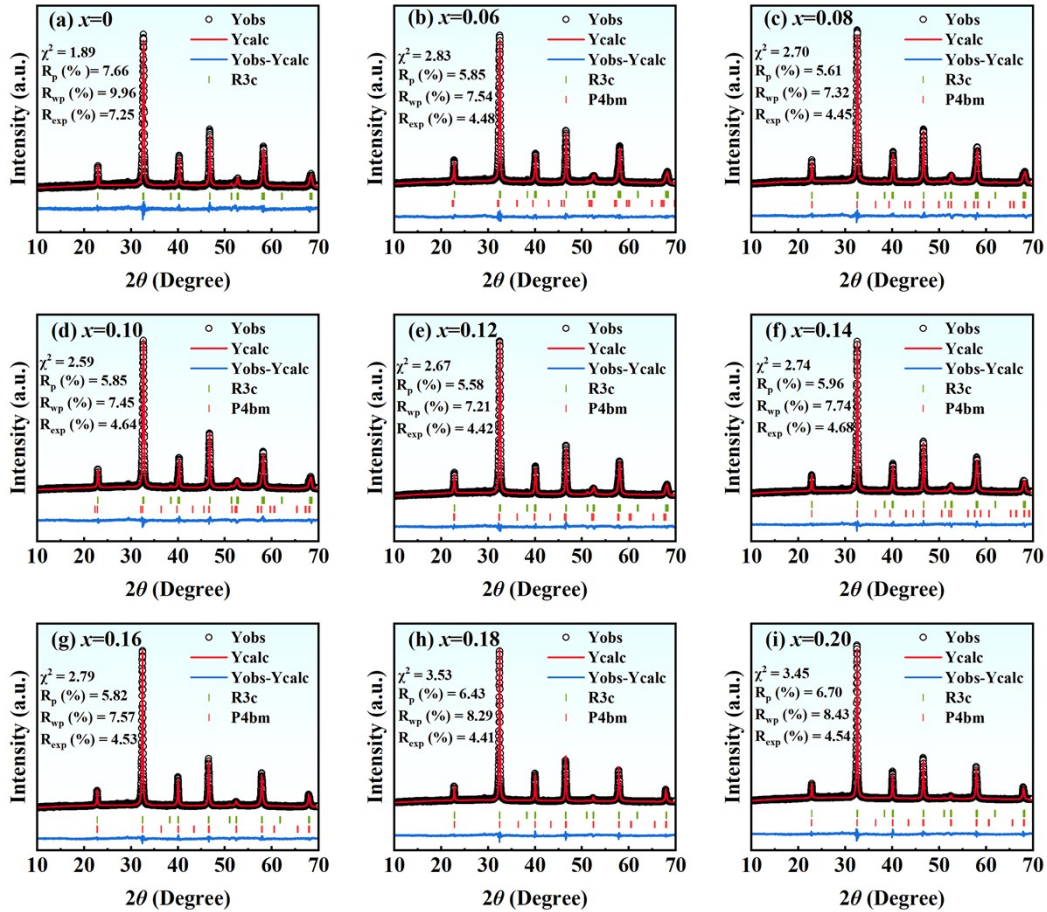 (a) x=0
χ² = 1.89
Rp (% ) = 7.66
Rwp (%) = 9.96
Rexp (%) =7.25
Yobs
Ycalc
Yobs-Ycalc
R3c
Intensity (a.u.)
10 20 30 40 50 60 70
2θ (Degree)
(b) x=0.06
χ² = 2.83
Rp (%) = 5.85
Rwp (%) = 7.54
Rexp (%) = 4.48
Yobs
Ycalc
Yobs-Ycalc
R3c
P4bm
Intensity (a.u.)
10 20 30 40 50 60 70
2θ (Degree)
(c) x=0.08
χ² = 2.70
Rp (%) = 5.61
Rwp (%) = 7.32
Rexp (%) = 4.45
Yobs
Ycalc
Yobs-Ycalc
R3c
P4bm
Intensity (a.u.)
10 20 30 40 50 60 70
2θ (Degree)
(d) x=0.10
χ² = 2.59
Rp (%) = 5.85
Rwp (%) = 7.45
Rexp (%) = 4.64
Yobs
Ycalc
Yobs-Ycalc
R3c
P4bm
Intensity (a.u.)
10 20 30 40 50 60 70
2θ (Degree)
(e) x=0.12
χ² = 2.67
Rp (%) = 5.58
Rwp (%) = 7.21
Rexp (%) = 4.42
Yobs
Ycalc
Yobs-Ycalc
R3c
P4bm
Intensity (a.u.)
10 20 30 40 50 60 70
2θ (Degree)
(f) x=0.14
χ² = 2.74
Rp (%) = 5.96
Rwp (%) = 7.74
Rexp (%) = 4.68
Yobs
Ycalc
Yobs-Ycalc
R3c
P4bm
Intensity (a.u.)
10 20 30 40 50 60 70
2θ (Degree)
(g) x=0.16
χ² = 2.79
Rp (%) = 5.82
Rwp (%) = 7.57
Rexp (%) = 4.53
Yobs
Ycalc
Yobs-Ycalc
R3c
P4bm
Intensity (a.u.)
10 20 30 40 50 60 70
2θ (Degree)
(h) x=0.18
χ² = 3.53
Rp (%) = 6.43
Rwp (%) = 8.29
Rexp (%) = 4.41
Yobs
Ycalc
Yobs-Ycalc
R3c
P4bm
Intensity (a.u.)
10 20 30 40 50 60 70
2θ (Degree)
(i) x=0.20
χ² = 3.45
Rp (%) = 6.70
Rwp (%) = 8.43
Rexp (%) = 4.54
Yobs
Ycalc
Yobs-Ycalc
R3c
P4bm
Intensity (a.u.)
10 20 30 40 50 60 70
2θ (Degree)